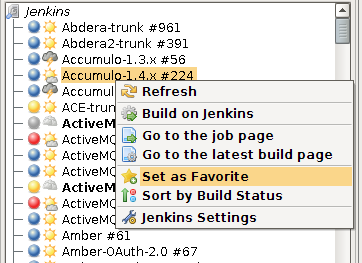 Jenkins
Abdera-trunk #961
Abdera2-trunk #391
Accumulo-1.3.x #56
Accumulo-1.4.x #224
Accumul
Refresh
ACE-trun
Build on Jenkins
ActiveM
ActiveMQ
Go to the job page
ActiveMQ
Go to the latest build page
ActiveMQ
Set as Favorite
ActiveM
Sort by Build Status
ActiveMQ
Jenkins Settings
ActiveMQ
Amber #61
Amber-OAuth-2.0 #67